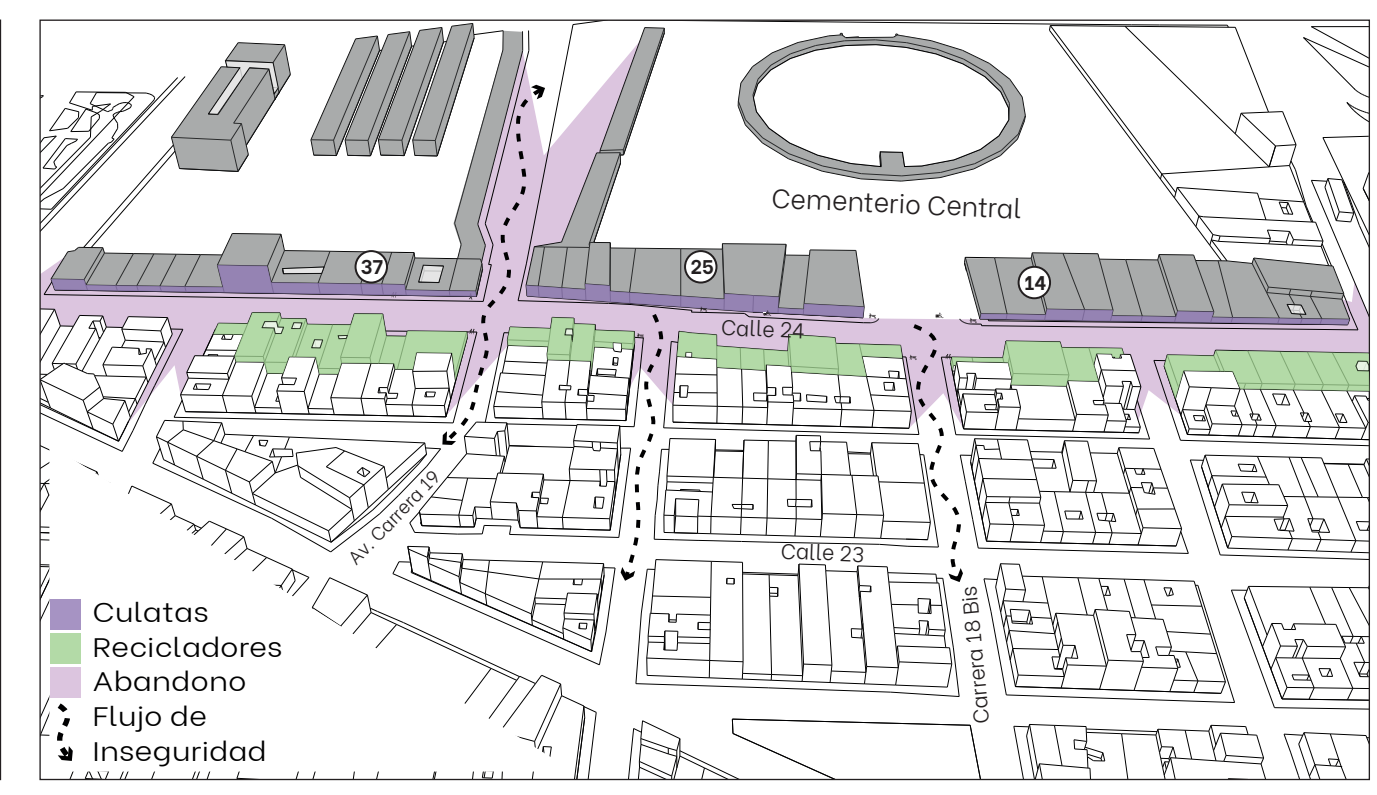 Cementerio Central
37
25
14
Calle 24
Av. Carrera 19
Calle 23
Carrera 18 Bis
Culatas
Recicladores
Abandono
Flujo de
Inseguridad